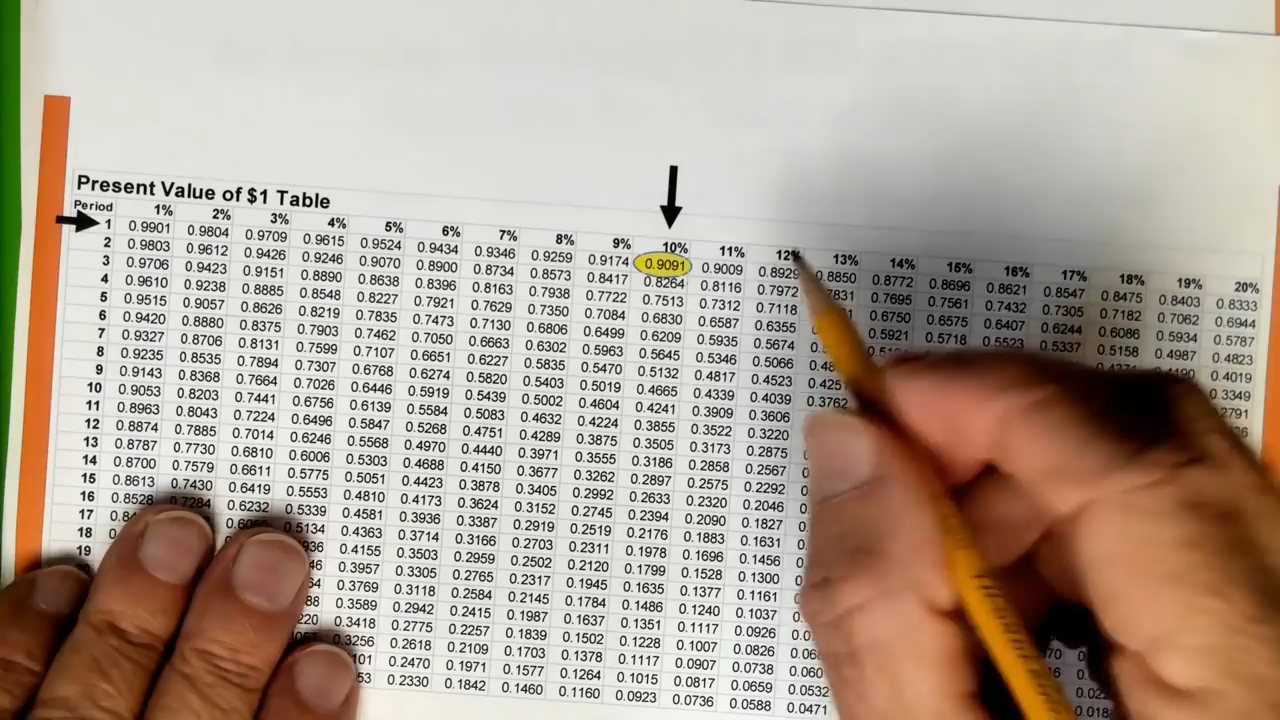 Present Value of $1 Table
Period 1% 2% 3% 4% 5% 6% 7% 8% 9% 10% 11% 12% 13% 14% 15% 16% 17% 18% 19% 20%
1 0.9901 0.9804 0.9709 0.9615 0.9524 0.9434 0.9346 0.9259 0.9174 0.9091 0.9009 0.8929 0.8850 0.8772 0.8696 0.8621 0.8547 0.8475 0.8403 0.8333
2 0.9803 0.9612 0.9426 0.9246 0.9070 0.8900 0.8734 0.8573 0.8417 0.8264 0.8116 0.7972 0.7695 0.7561 0.7432 0.7305 0.7182 0.7062 0.6944
3 0.9706 0.9423 0.9151 0.8890 0.8638 0.8396 0.8163 0.7938 0.7722 0.7513 0.7312 0.7118 0.6750 0.6575 0.6407 0.6244 0.6086 0.5934 0.5787
4 0.9610 0.9238 0.8885 0.8548 0.8227 0.7921 0.7629 0.7350 0.7084 0.6830 0.6587 0.6355 0.5921 0.5718 0.5523 0.5337 0.5158 0.4987 0.4823
5 0.9515 0.9057 0.8626 0.8219 0.7835 0.7473 0.7130 0.6806 0.6499 0.6209 0.5935 0.5674 0.4019
6 0.9420 0.8880 0.8375 0.7903 0.7462 0.7050 0.6663 0.6302 0.5963 0.5645 0.5346 0.5066 0.3349
7 0.9327 0.8706 0.8131 0.7599 0.7107 0.6651 0.6227 0.5835 0.5470 0.5132 0.4817 0.4523
8 0.9235 0.8535 0.7894 0.7307 0.6768 0.6274 0.5820 0.5403 0.5019 0.4665 0.4339 0.4039 0.3762
9 0.9143 0.8368 0.7664 0.7026 0.6446 0.5919 0.5439 0.5002 0.4604 0.4241 0.3909 0.3606
10 0.9053 0.8203 0.7441 0.6756 0.6139 0.5584 0.5083 0.4632 0.4224 0.3855 0.3522 0.3220
11 0.8963 0.8043 0.7224 0.6496 0.5847 0.5268 0.4751 0.4289 0.3875 0.3505 0.3173 0.2875
12 0.8874 0.7885 0.7014 0.6246 0.5568 0.4970 0.4440 0.3971 0.3555 0.3186 0.2858 0.2567
13 0.8787 0.7730 0.6810 0.6006 0.5303 0.4688 0.4150 0.3677 0.3262 0.2897 0.2575 0.2292
14 0.8700 0.7579 0.6611 0.5775 0.5051 0.4423 0.3878 0.3405 0.2992 0.2633 0.2320 0.2046
15 0.8613 0.7430 0.6419 0.5553 0.4810 0.4173 0.3624 0.3152 0.2745 0.2394 0.2090 0.1827
16 0.8528 0.7284 0.6232 0.5339 0.4581 0.3936 0.3387 0.2919 0.2519 0.2176 0.1883 0.1631
17 0.5134 0.4363 0.3714 0.3166 0.2703 0.2311 0.1978 0.1696 0.1456
18 0.4155 0.3503 0.2959 0.2502 0.2120 0.1799 0.1528 0.1300
19 0.3957 0.3305 0.2765 0.2317 0.1945 0.1635 0.1377 0.1161
0.3769 0.3118 0.2584 0.2145 0.1784 0.1486 0.1240 0.1037
0.3589 0.2942 0.2415 0.1987 0.1637 0.1351 0.1117 0.0926
0.3418 0.2775 0.2257 0.1839 0.1502 0.1228 0.1007 0.0826
0.3256 0.2618 0.2109 0.1703 0.1378 0.1117 0.0907 0.0738
0.2470 0.1971 0.1577 0.1264 0.1015 0.0817 0.0659 0.0532
0.2330 0.1842 0.1460 0.1160 0.0923 0.0736 0.0588 0.0471